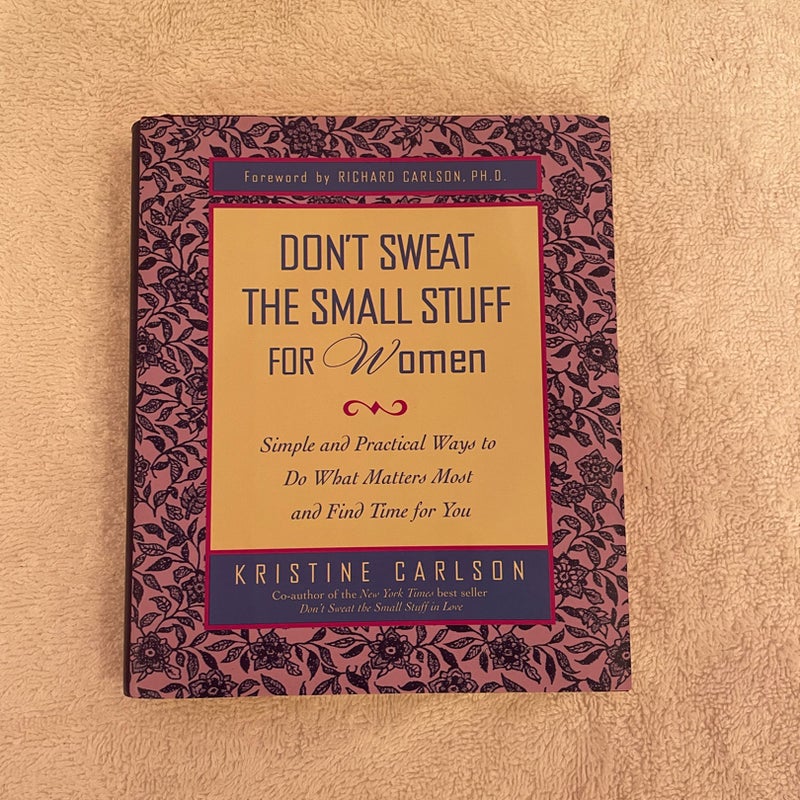 Foreword by RICHARD CARLSON, PH.D.
DON'T SWEAT
THE SMALL STUFF
FOR Women
Simple and Practical Ways to
Do What Matters Most
and Find Time for You
KRISTINE CARLSON
Co-author of the New York Times best seller
Don't Sweat the Small Stuff in Love